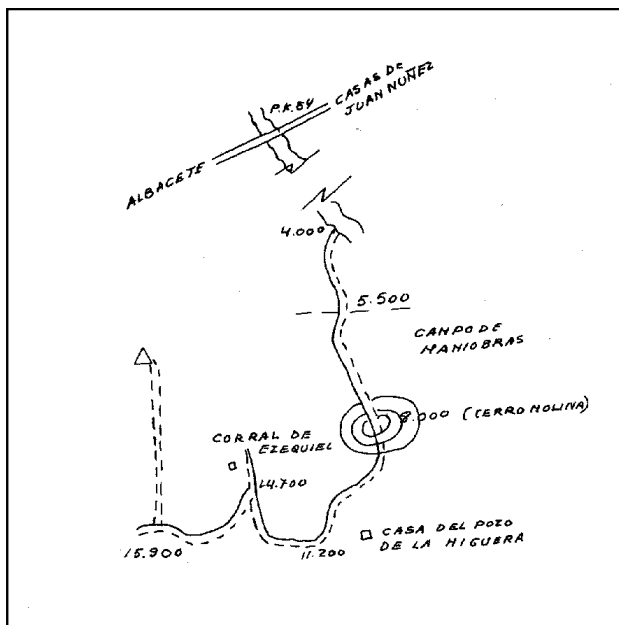 P.K.84
CASAS DE
JUAN NUÑEZ
ALBACETE
4.000
5.500
CAMPO DE
MANIOBRAS
8.000 (CERRO MOLINA)
CORRAL DE
EZEQUIEL
14.700
CASA DEL POZO
DE LA HIGUERA
11.200
15.900